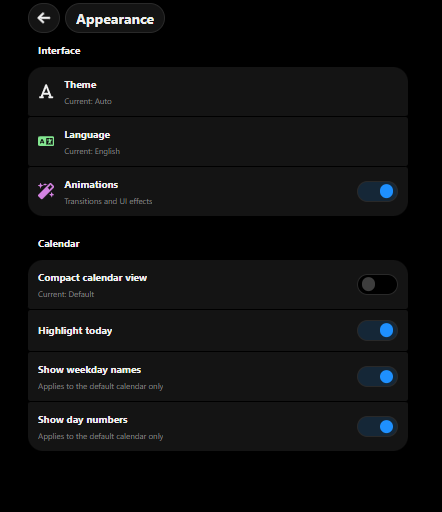 Appearance
Interface
Theme
Current: Auto
Language
Current: English
Animations
Transitions and UI effects
Calendar
Compact calendar view
Current: Default
Highlight today
Show weekday names
Applies to the default calendar only
Show day numbers
Applies to the default calendar only